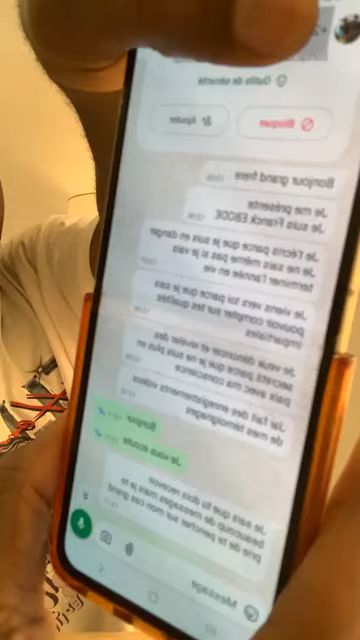 Outils de sécurité
Bloquer
Ajouter
Bonjour grand frère
Je me présente
Je suis Franck EBODE
Je t'écris parce que je suis en danger
je ne sais même pas si je vais
terminer l'année en vie
Je viens vers toi parce que je sais
pouvoir compter sur tes qualités
impartiales
Je veux dénoncer et révéler des
secrets parce que je ne suis plus en
paix avec ma conscience
Jai fait des enregistrements vidéos
de mes témoignages
Bonjour
Je vous écoute
Je sais que tu dois recevoir
beaucoup de messages mais je te
prie de te pencher sur mon cas grand
Message